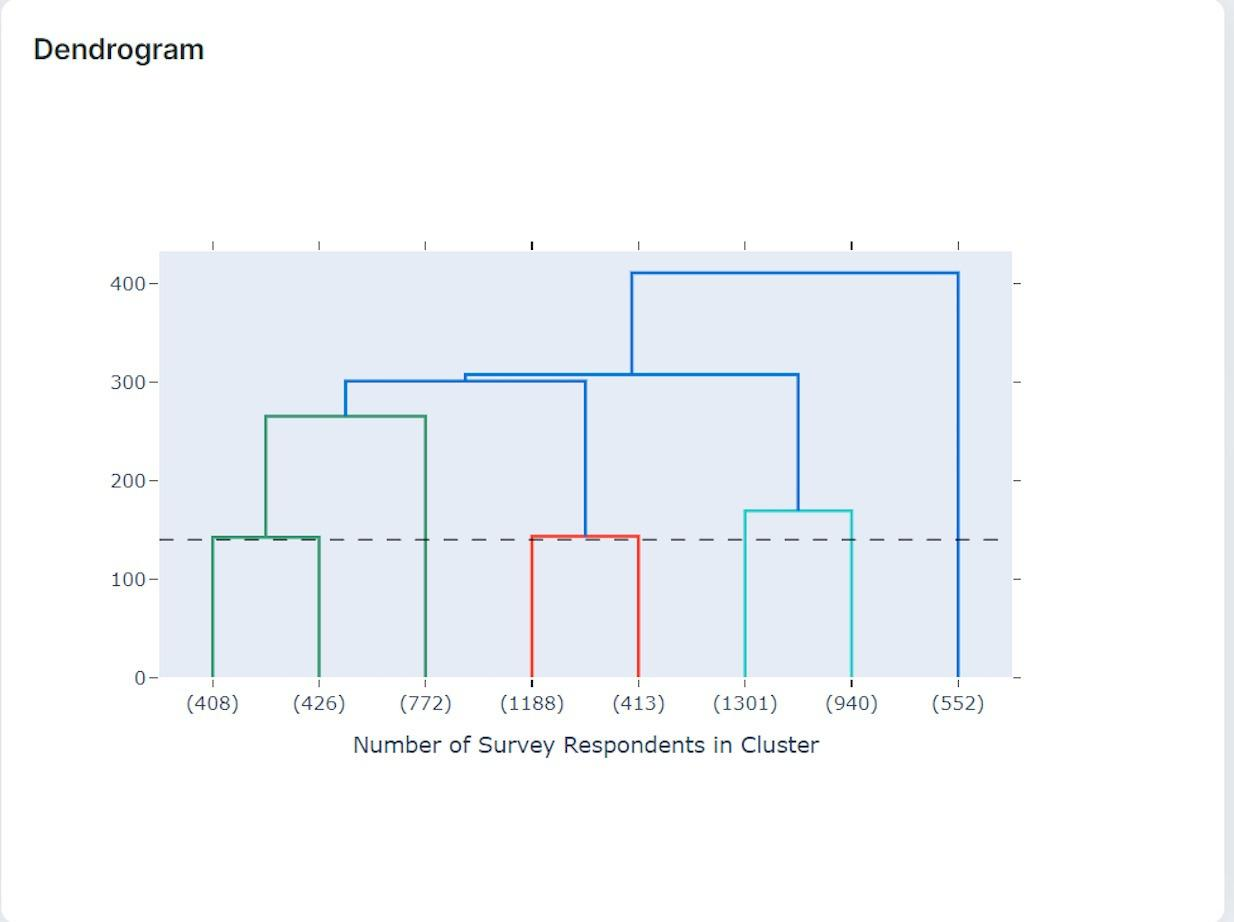 Dendrogram
400
300
200
100
0
(408) (426) (772) (1188) (413) (1301) (940) (552)
Number of Survey Respondents in Cluster